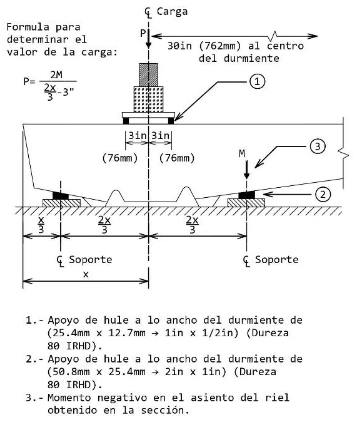 ℄ Carga
Formula para
determinar el
valor de la carga:
P
30in (762mm) al centro
del durmiente
P= 2M
2x/3 -3"
1
3in 3in
(76mm) (76mm)
M
3
2
x/3 2x/3 2x/3
℄ Soporte ℄ Soporte
x
1.- Apoyo de hule a lo ancho del durmiente de
(25.4mm x 12.7mm → 1in x 1/2in) (Dureza
80 IRHD).
2.- Apoyo de hule a lo ancho del durmiente de
(50.8mm x 25.4mm → 2in x 1in) (Dureza
80 IRHD).
3.- Momento negativo en el asiento del riel
obtenido en la sección.